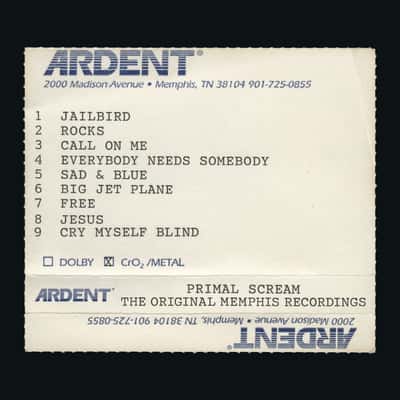 ARDENT®
2000 Madison Avenue • Memphis, TN 38104 901-725-0855
1 JAILBIRD
2 ROCKS
3 CALL ON ME
4 EVERYBODY NEEDS SOMEBODY
5 SAD & BLUE
6 BIG JET PLANE
7 FREE
8 JESUS
9 CRY MYSELF BLIND
☐ DOLBY ☒ CrO₂/METAL
ARDENT®
PRIMAL SCREAM
THE ORIGINAL MEMPHIS RECORDINGS
2000 Madison Avenue • Memphis, TN 38104 901-725-0855
ARDENT